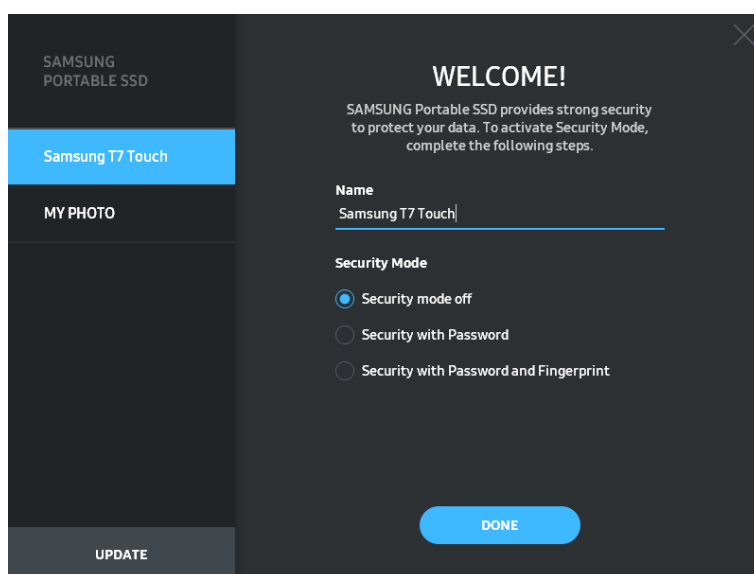 SAMSUNG
PORTABLE SSD
Samsung T7 Touch
MY PHOTO
UPDATE
WELCOME!
SAMSUNG Portable SSD provides strong security
to protect your data. To activate Security Mode,
complete the following steps.
Name
Samsung T7 Touch
Security Mode
Security mode off
Security with Password
Security with Password and Fingerprint
DONE